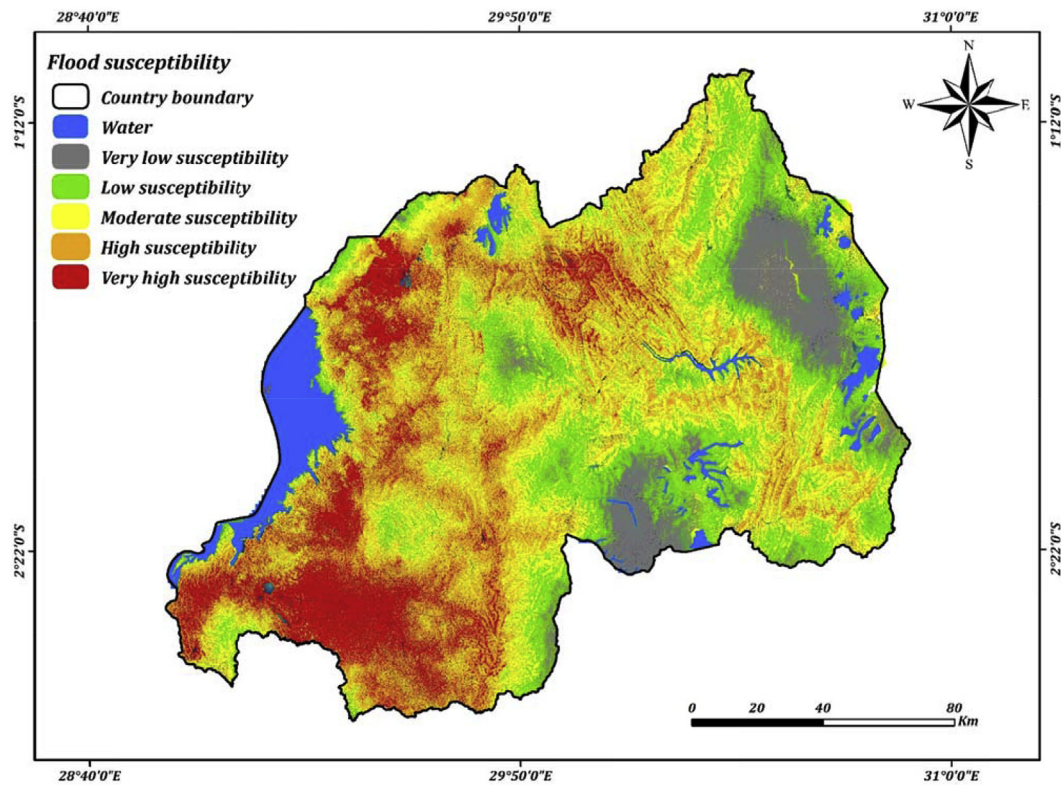 28°40'0"E 29°50'0"E 31°0'0"E
1°12'0"S
1°12'0"S
Flood susceptibility
Country boundary
Water
Very low susceptibility
Low susceptibility
Moderate susceptibility
High susceptibility
Very high susceptibility
N
W E
S
2°22'0"S
2°22'0"S
0 20 40 80
Km
28°40'0"E 29°50'0"E 31°0'0"E